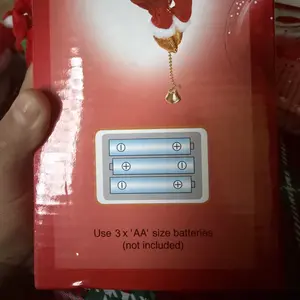 Use 3 x 'AA' size batteries
(not included)